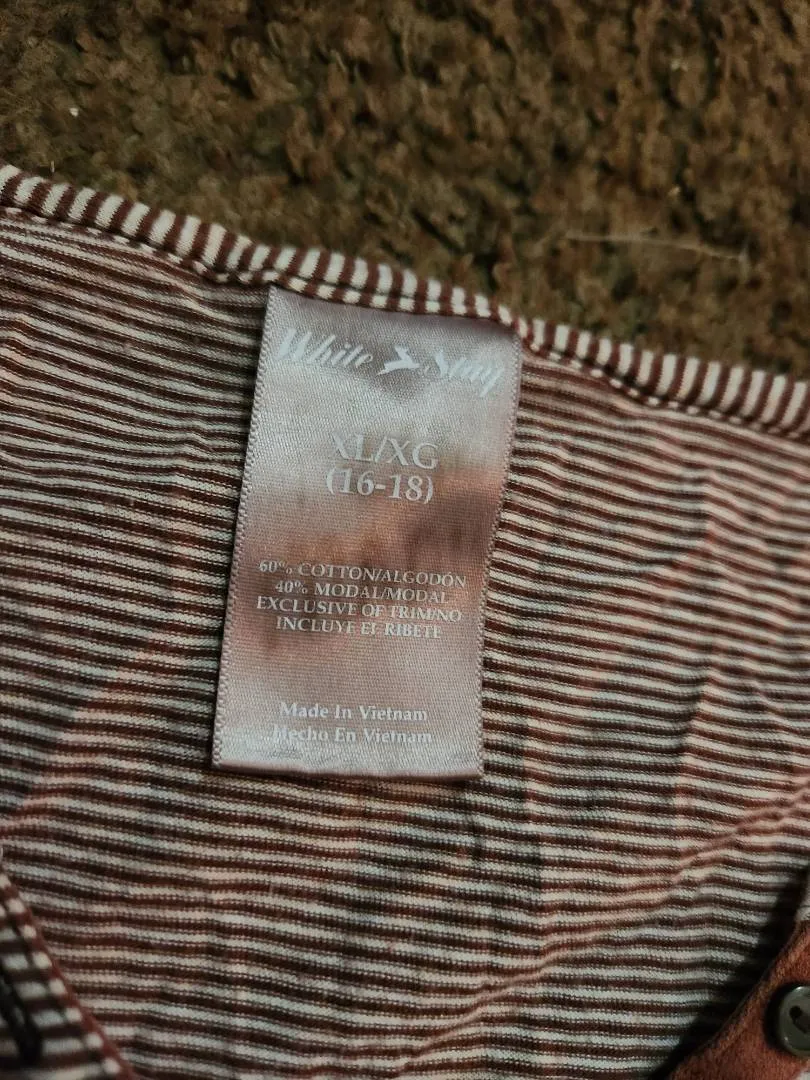 White Stag
XL/XG
(16-18)
60% COTTON/ALGODÓN
40% MODAL/MODAL
EXCLUSIVE OF TRIM/NO
INCLUYE EL RIBETE
Made In Vietnam
Hecho En Vietnam